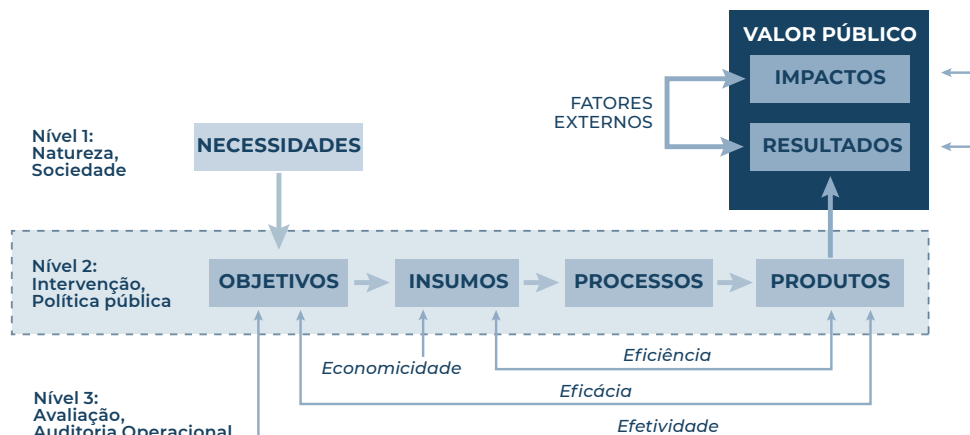 VALOR PÚBLICO
IMPACTOS
FATORES
EXTERNOS
RESULTADOS
Nível 1:
Natureza,
Sociedade
NECESSIDADES
Nível 2:
Intervenção,
Política pública
OBJETIVOS
INSUMOS
PROCESSOS
PRODUTOS
Economicidade
Eficiência
Eficácia
Efetividade
Nível 3:
Avaliação,
Auditoria Operacional